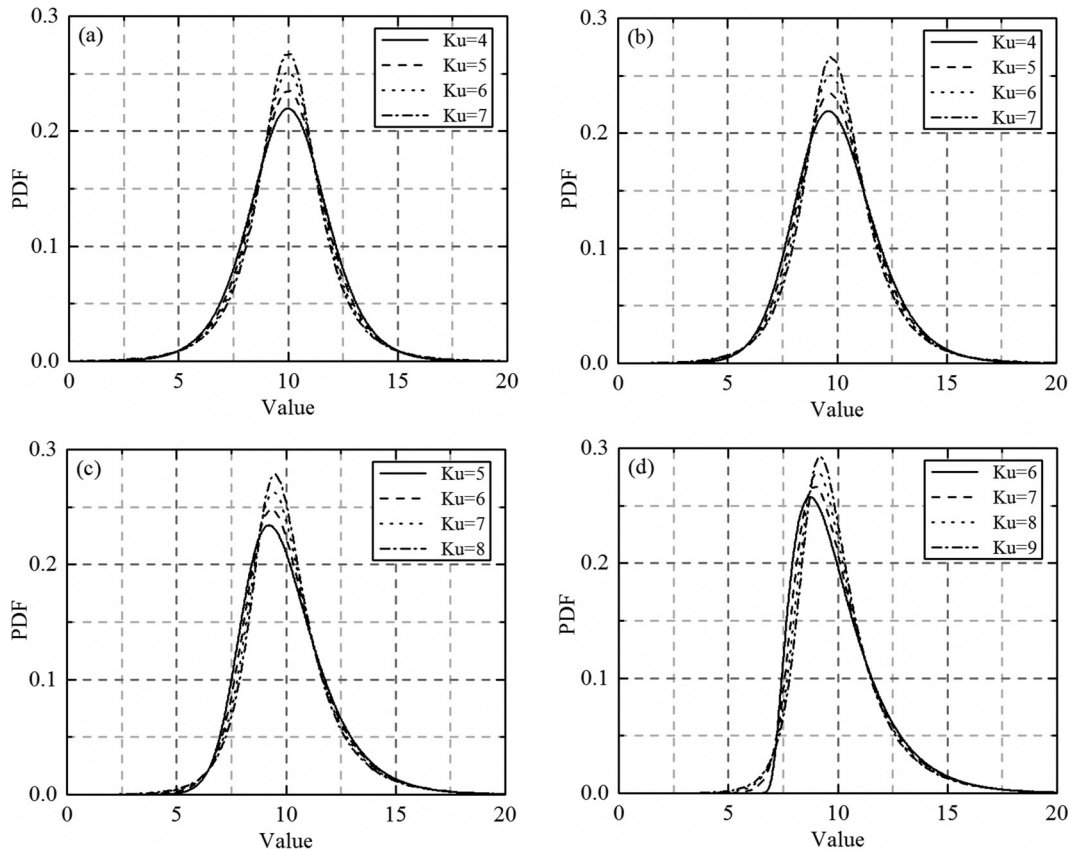 (a)
Ku=4
Ku=5
Ku=6
Ku=7
0.3
0.2
0.1
0.0
PDF
0 5 10 15 20
Value
(b)
Ku=4
Ku=5
Ku=6
Ku=7
0.3
0.2
0.1
0.0
PDF
0 5 10 15 20
Value
(c)
Ku=5
Ku=6
Ku=7
Ku=8
0.3
0.2
0.1
0.0
PDF
0 5 10 15 20
Value
(d)
Ku=6
Ku=7
Ku=8
Ku=9
0.3
0.2
0.1
0.0
PDF
0 5 10 15 20
Value